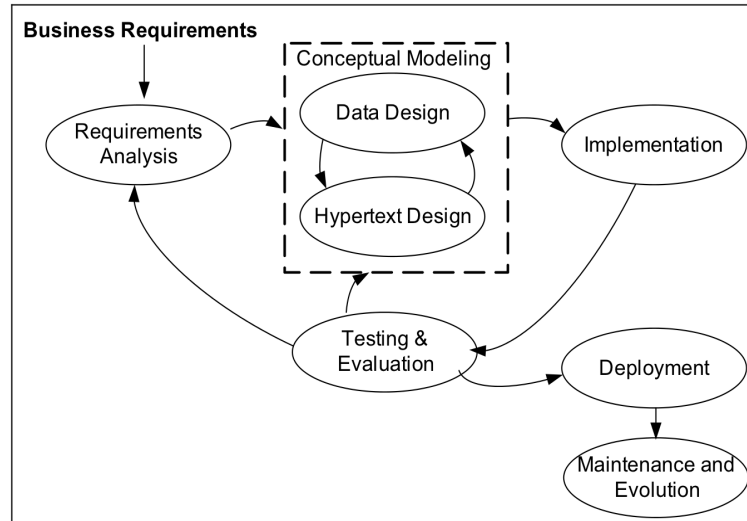 Business Requirements
Conceptual Modeling
Requirements
Analysis
Data Design
Hypertext Design
Implementation
Testing &
Evaluation
Deployment
Maintenance and
Evolution